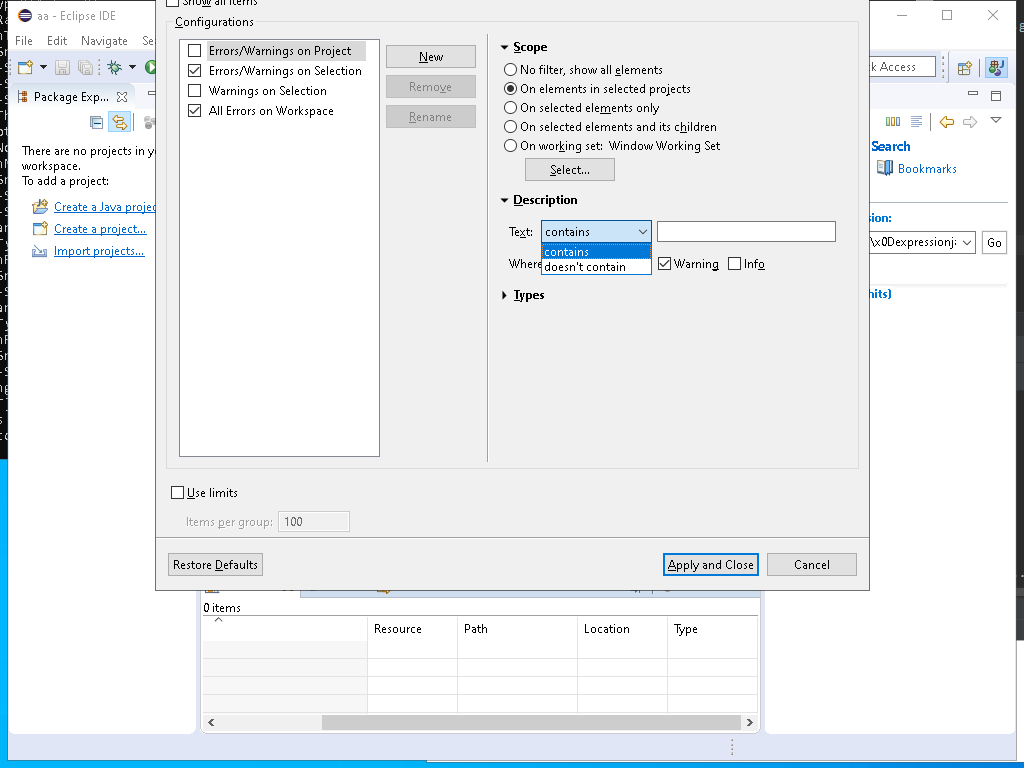 aa - Eclipse IDE
Show all items
File Edit Navigate Se
Configurations
Errors/Warnings on Project
Errors/Warnings on Selection
Warnings on Selection
All Errors on Workspace
New
Remove
Rename
Scope
No filter, show all elements
On elements in selected projects
On selected elements only
On selected elements and its children
On working set: Window Working Set
Select...
Description
Text: contains
contains
doesn't contain
Where
Warning
Info
Types
Use limits
Items per group: 100
Restore Defaults
Apply and Close
Cancel
Package Exp...
There are no projects in y
workspace.
To add a project:
Create a Java projec
Create a project...
Import projects...
k Access
Search
Bookmarks
sion:
\x0Dexpressionj
Go
hits)
0 items
Resource Path Location Type